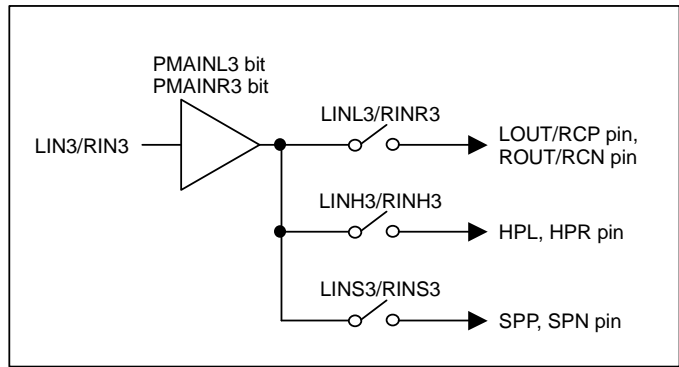 PMAINL3 bit
PMAINR3 bit
LIN3/RIN3
LINL3/RINR3
LOUT/RCP pin,
ROUT/RCN pin
LINH3/RINH3
HPL, HPR pin
LINS3/RINS3
SPP, SPN pin